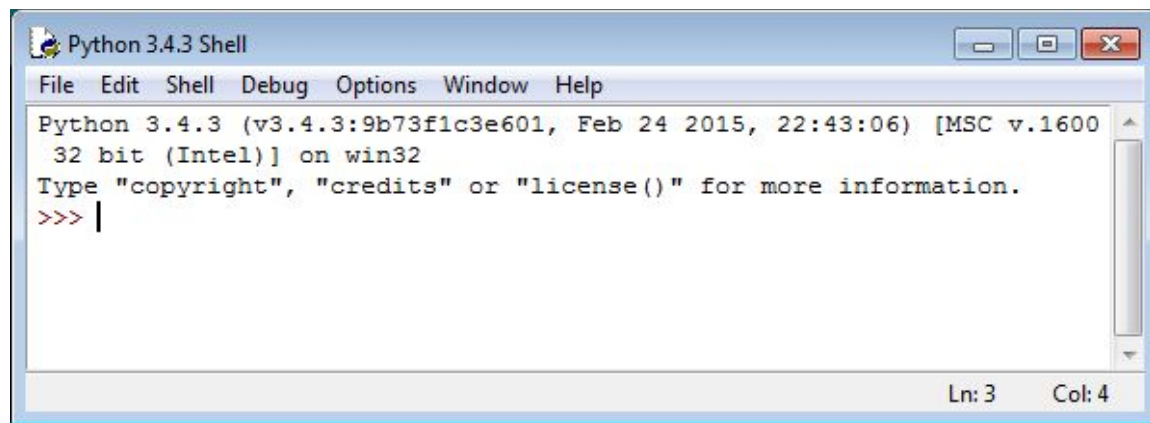 Python 3.4.3 Shell
File Edit Shell Debug Options Window Help
Python 3.4.3 (v3.4.3:9b73f1c3e601, Feb 24 2015, 22:43:06) [MSC v.1600
 32 bit (Intel)] on win32
Type "copyright", "credits" or "license()" for more information.
>>>
Ln: 3 Col: 4